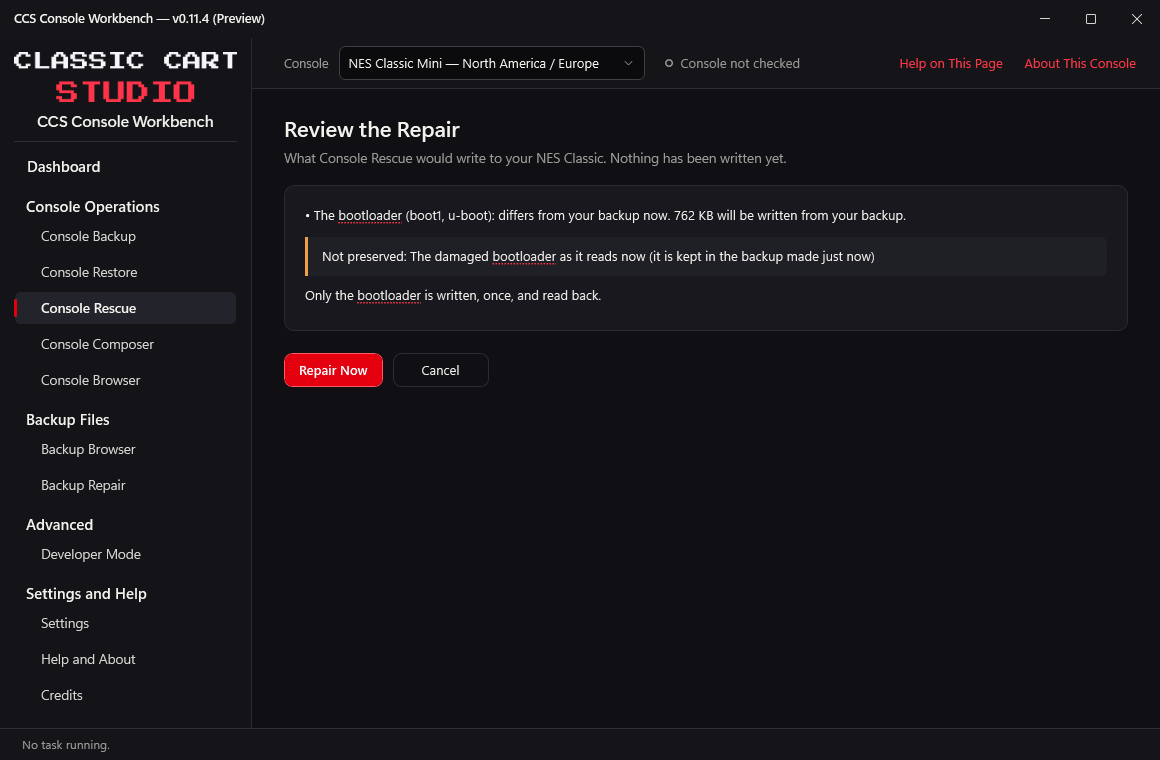 CCS Console Workbench — v0.11.4 (Preview)
CLASSIC CART
STUDIO
CCS Console Workbench
Dashboard
Console Operations
Console Backup
Console Restore
Console Rescue
Console Composer
Console Browser
Backup Files
Backup Browser
Backup Repair
Advanced
Developer Mode
Settings and Help
Settings
Help and About
Credits
Console
NES Classic Mini — North America / Europe
Console not checked
Help on This Page
About This Console
Review the Repair
What Console Rescue would write to your NES Classic. Nothing has been written yet.
• The bootloader (boot1, u-boot): differs from your backup now. 762 KB will be written from your backup.
Not preserved: The damaged bootloader as it reads now (it is kept in the backup made just now)
Only the bootloader is written, once, and read back.
Repair Now
Cancel
No task running.